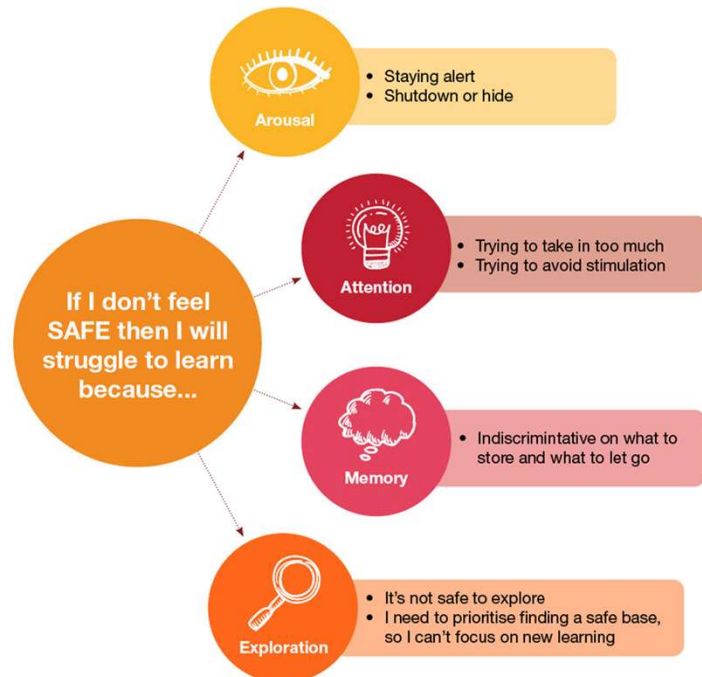 If I don't feel
SAFE then I will
struggle to learn
because...
Arousal
• Staying alert
• Shutdown or hide
Attention
• Trying to take in too much
• Trying to avoid stimulation
Memory
• Indiscrimintative on what to
store and what to let go
Exploration
• It's not safe to explore
• I need to prioritise finding a safe base,
so I can't focus on new learning